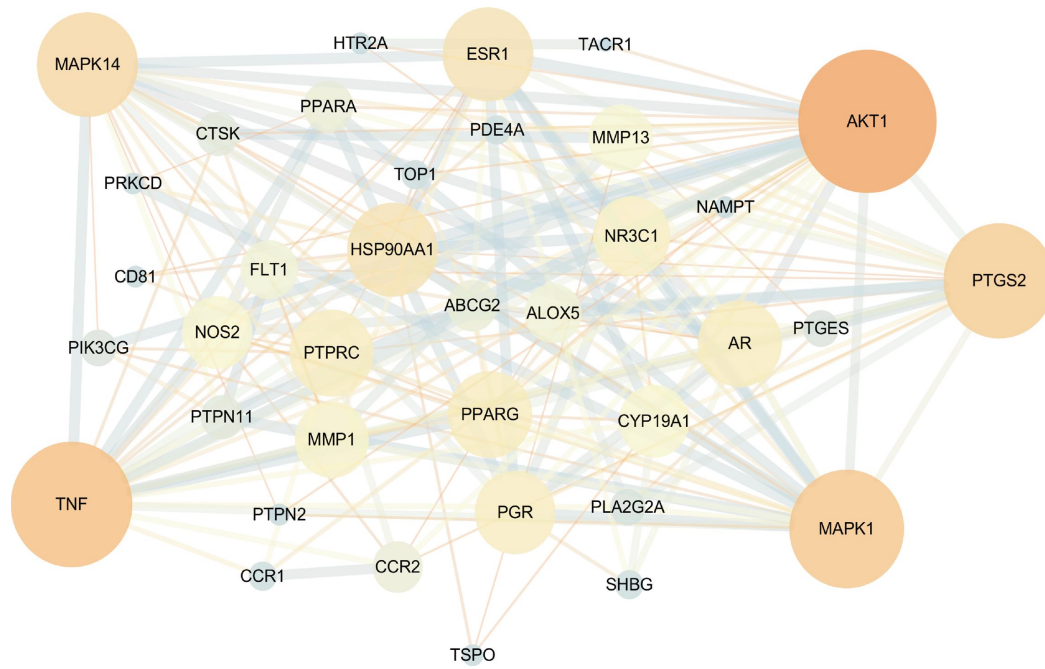 HTR2A
TACR1
MAPK14
ESR1
PPARA
AKT1
CTSK
PDE4A
MMP13
TOP1
PRKCD
NAMPT
HSP90AA1
NR3C1
CD81
FLT1
PTGS2
ABCG2
ALOX5
NOS2
PTGES
PIK3CG
PTPRC
AR
PTPN11
MMP1
PPARG
CYP19A1
TNF
PTPN2
PGR
PLA2G2A
MAPK1
CCR1
CCR2
SHBG
TSPO